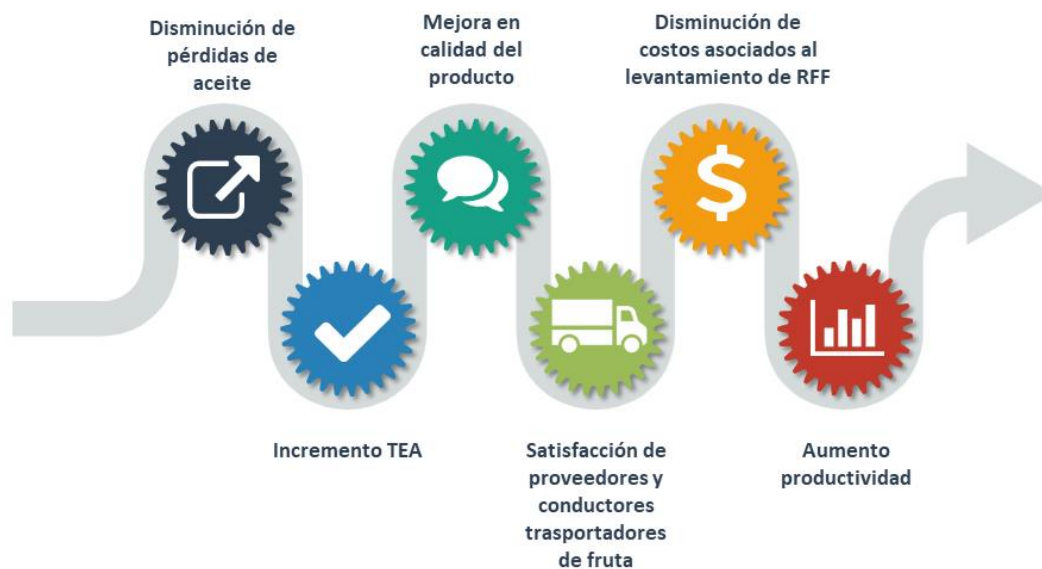 Disminución de
pérdidas de
aceite
Incremento TEA
Mejora en
calidad del
producto
Satisfacción de
proveedores y
conductores
trasportadores
de fruta
Disminución de
costos asociados al
levantamiento de RFF
$
Aumento
productividad